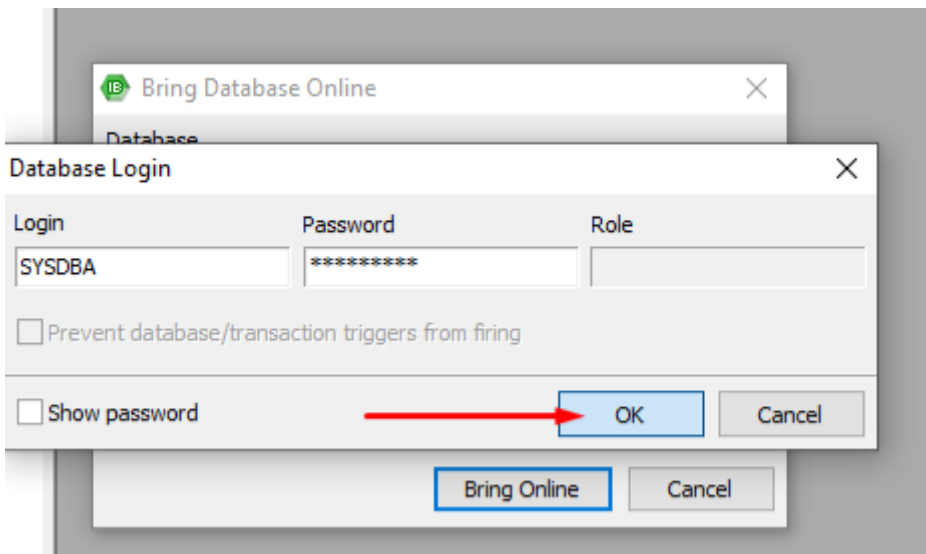 IB Bring Database Online
Database
Database Login
Login Password Role
SYSDBA *********
Prevent database/transaction triggers from firing
Show password OK Cancel
Bring Online Cancel